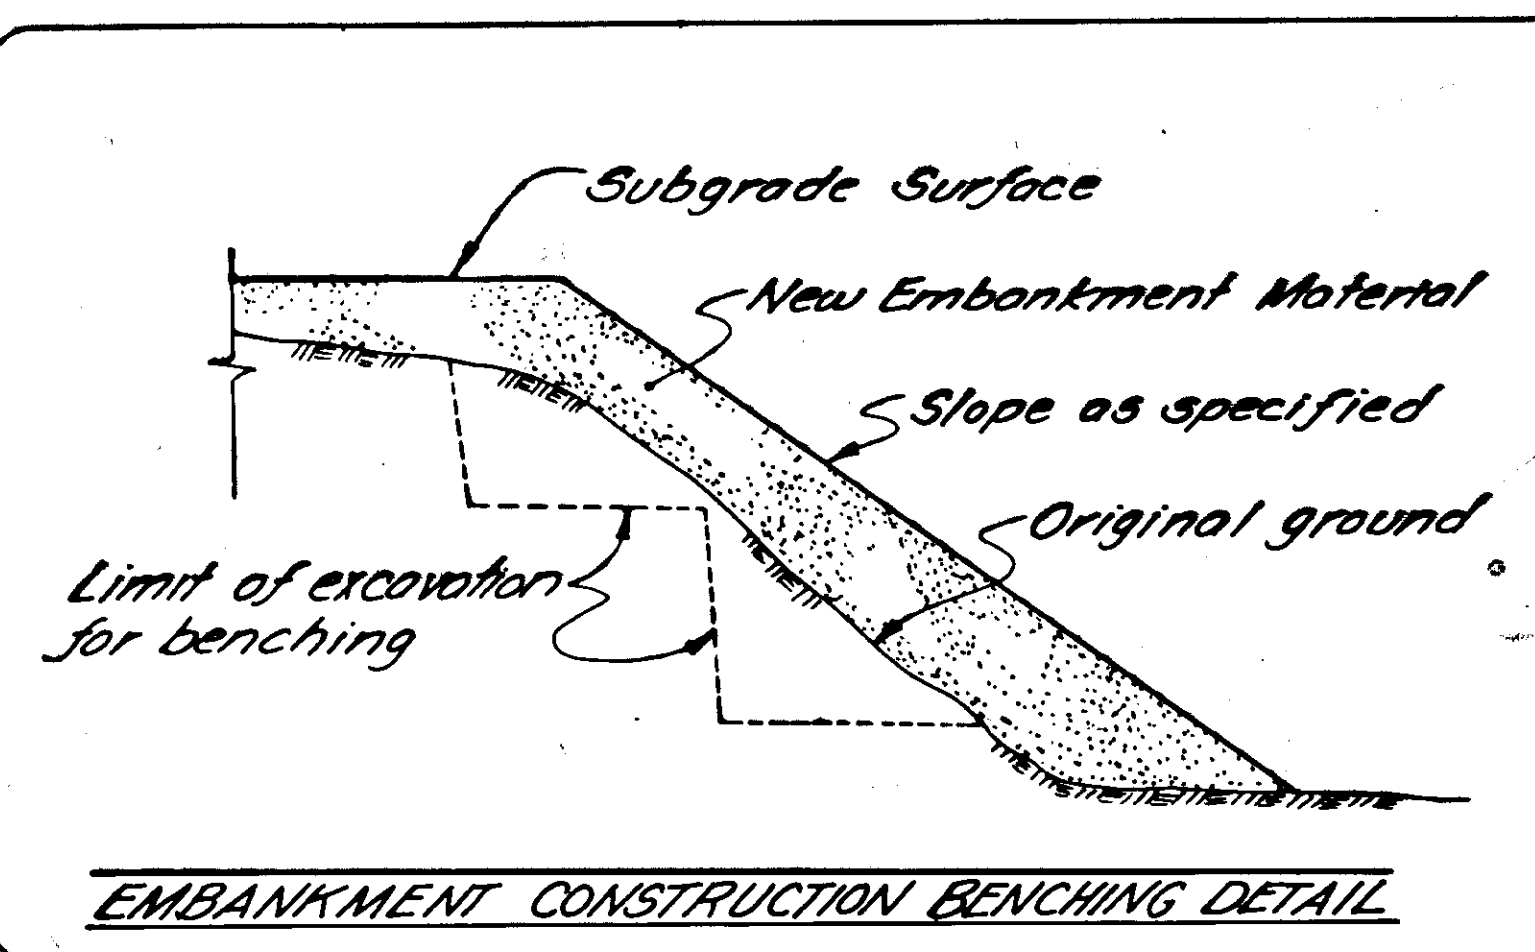 Subgrade Surface
New Embankment Material
Slope as specified
Original ground
Limit of excavation
for benching
EMBANKMENT CONSTRUCTION BENCHING DETAIL